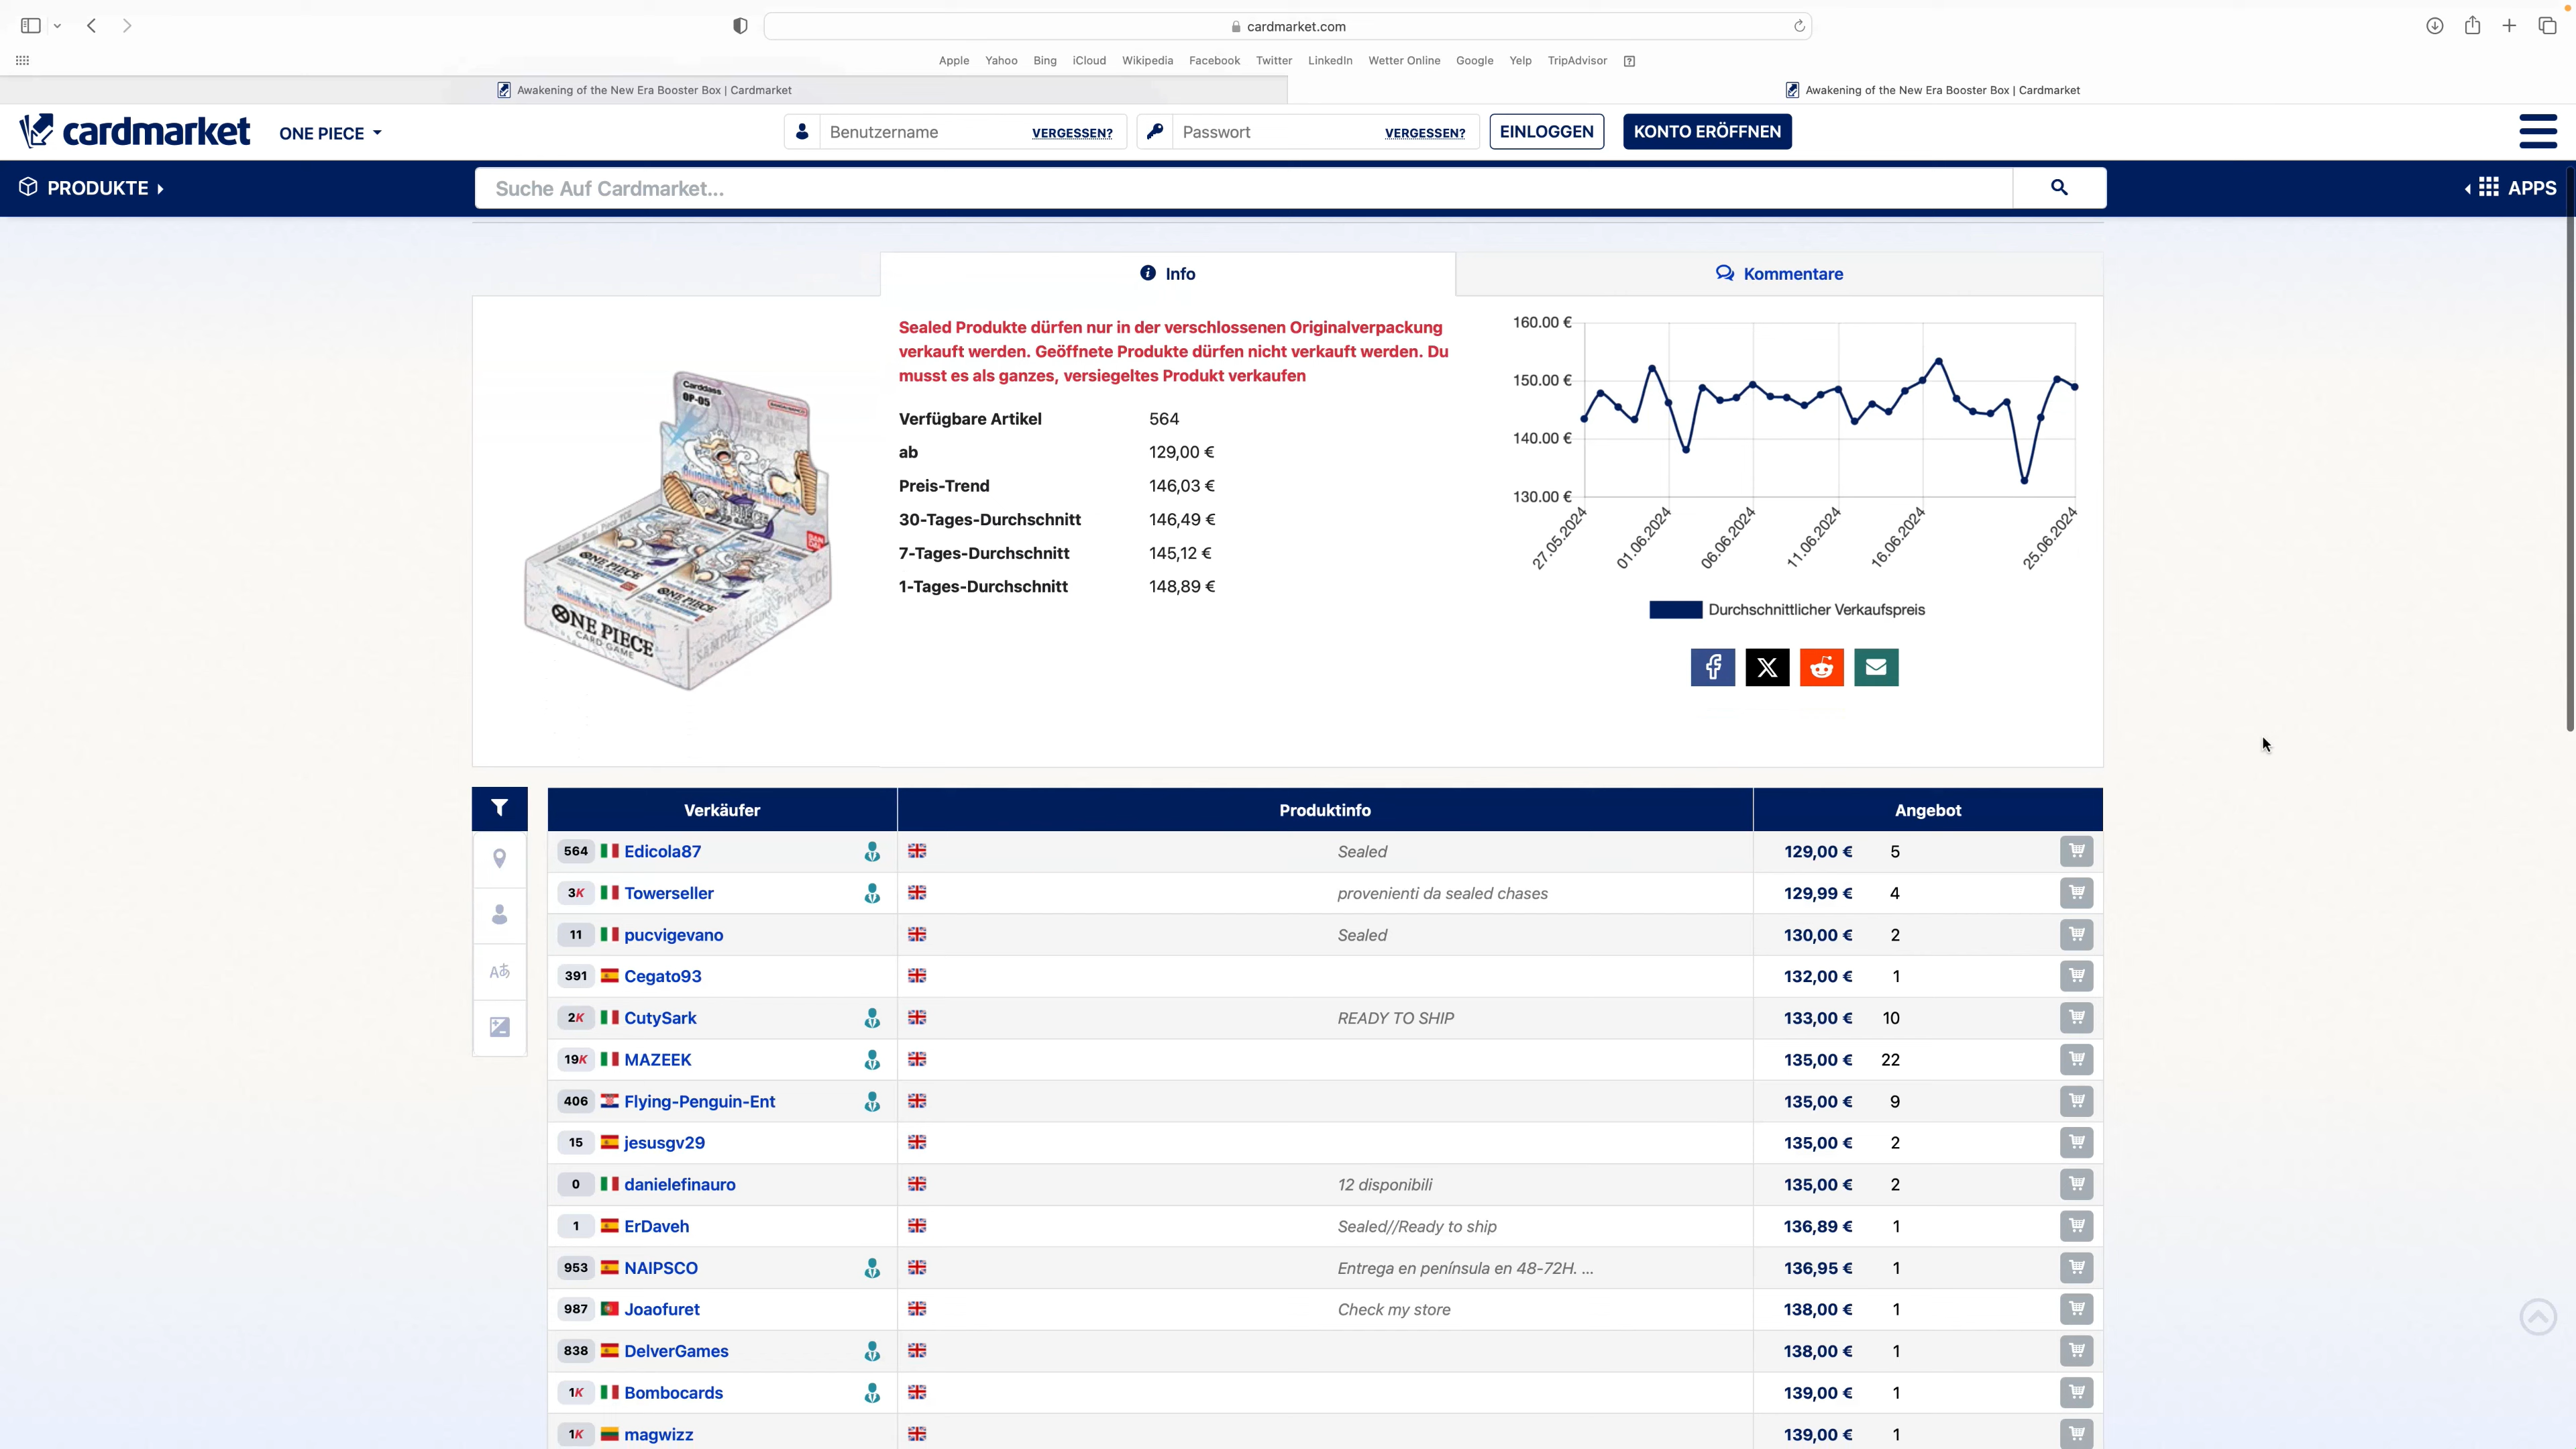 cardmarket.com
Apple Yahoo Bing iCloud Wikipedia Facebook Twitter LinkedIn Wetter Online Google Yelp TripAdvisor
Awakening of the New Era Booster Box | Cardmarket
Awakening of the New Era Booster Box | Cardmarket
cardmarket ONE PIECE Benutzername VERGESSEN? Passwort VERGESSEN? EINLOGGEN KONTO ERÖFFNEN
PRODUKTE Suche Auf Cardmarket... APPS
Info Kommentare
Sealed Produkte dürfen nur in der verschlossenen Originalverpackung
verkauft werden. Geöffnete Produkte dürfen nicht verkauft werden. Du
musst es als ganzes, versiegeltes Produkt verkaufen
Verfügbare Artikel 564
ab 129,00 €
Preis-Trend 146,03 €
30-Tages-Durchschnitt 146,49 €
7-Tages-Durchschnitt 145,12 €
1-Tages-Durchschnitt 148,89 €
Carddass
OP-05
ONE PIECE
ONE PIECE
ONE PIECE
CARD GAME
BAN
DAI
160.00 €
150.00 €
140.00 €
130.00 €
27.05.2024 01.06.2024 06.06.2024 11.06.2024 16.06.2024 25.06.2024
Durchschnittlicher Verkaufspreis
Verkäufer Produktinfo Angebot
564 Edicola87 Sealed 129,00 € 5
3K Towerseller provenienti da sealed chases 129,99 € 4
11 pucvigevano Sealed 130,00 € 2
391 Cegato93 132,00 € 1
2K CutySark READY TO SHIP 133,00 € 10
19K MAZEEK 135,00 € 22
406 Flying-Penguin-Ent 135,00 € 9
15 jesusgv29 135,00 € 2
0 danielefinauro 12 disponibili 135,00 € 2
1 ErDaveh Sealed//Ready to ship 136,89 € 1
953 NAIPSCO Entrega en península en 48-72H. ... 136,95 € 1
987 Joaofuret Check my store 138,00 € 1
838 DelverGames 138,00 € 1
1K Bombocards 139,00 € 1
1K magwizz 139,00 € 1